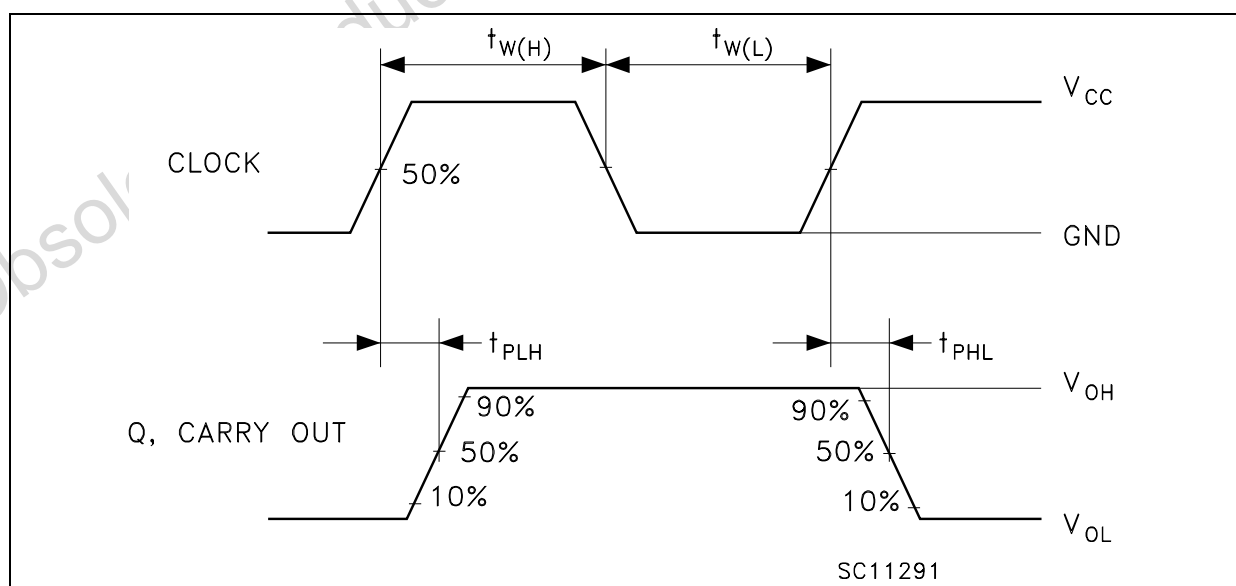 tW(H)
tW(L)
VCC
CLOCK
50%
GND
tPLH
tPHL
VOH
90%
90%
Q, CARRY OUT
50%
50%
10%
10%
VOL
SC11291